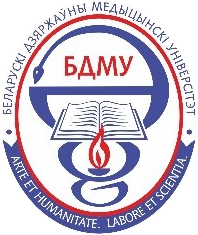 БЕЛАРУСКІ ДЗЯРЖАЎНЫ МЕДЫЦЫНСКІ УНІВЕРСІТЭТ
БДМУ
ARTE ET HUMANITATE. LABORE ET SCIENTIA.